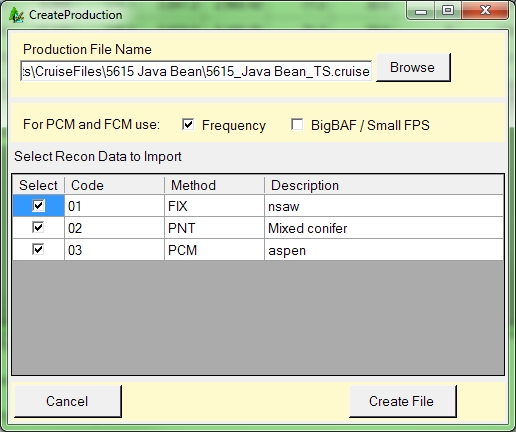 CreateProduction
Production File Name
:s\CruiseFiles\5615 Java Bean\5615_Java Bean_TS.cruise Browse
For PCM and FCM use: Frequency BigBAF / Small FPS
Select Recon Data to Import
Select Code Method Description
01 FIX nsaw
02 PNT Mixed conifer
03 PCM aspen
Cancel Create File